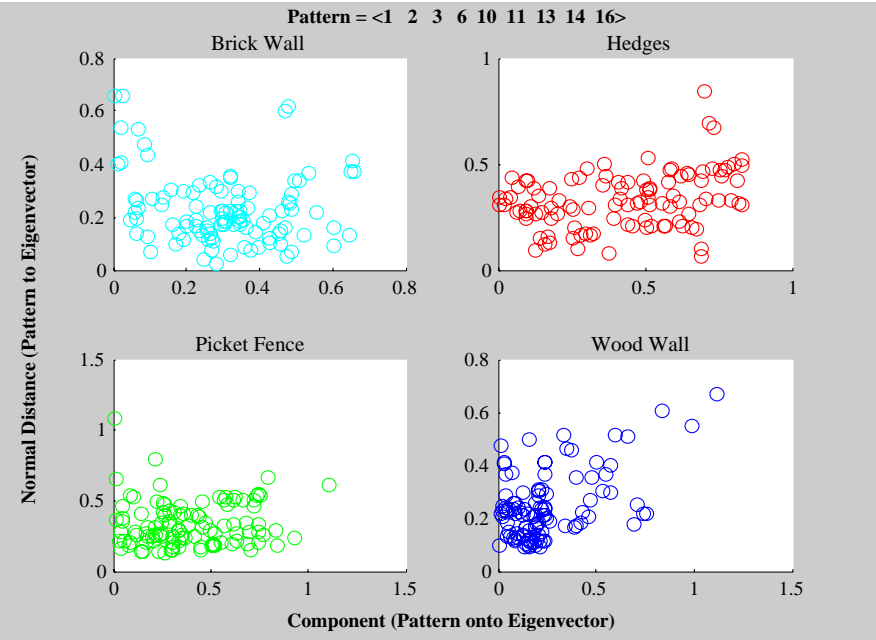 Pattern = <1 2 3 6 10 11 13 14 16>
Brick Wall
0.8
0.6
0.4
0.2
0
0 0.2 0.4 0.6 0.8
Hedges
1
0.5
0
0 0.5 1
Normal Distance (Pattern to Eigenvector)
Picket Fence
1.5
1
0.5
0
0 0.5 1 1.5
Wood Wall
0.8
0.6
0.4
0.2
0
0 0.5 1 1.5
Component (Pattern onto Eigenvector)